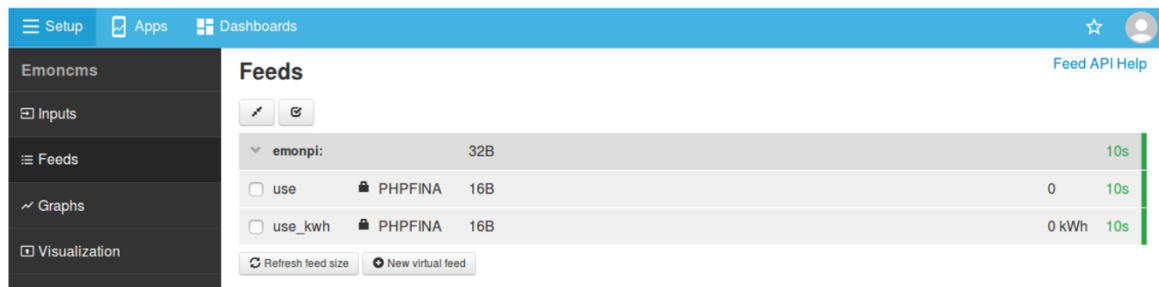 Setup Apps Dashboards
Emoncms
Inputs
Feeds
Graphs
Visualization
Feeds
Feed API Help
emonpi: 32B 10s
use PHPFINA 16B 0 10s
use_kwh PHPFINA 16B 0 kWh 10s
Refresh feed size New virtual feed